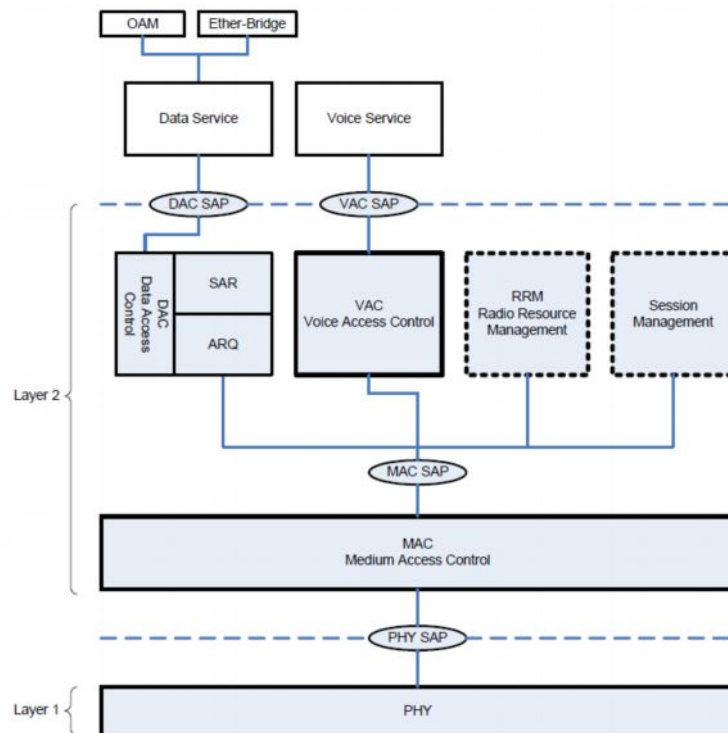 OAM
Ether-Bridge
Data Service
Voice Service
DAC SAP
VAC SAP
DAC
Data Access
Control
SAR
ARQ
VAC
Voice Access Control
RRM
Radio Resource
Management
Session
Management
Layer 2
MAC SAP
MAC
Medium Access Control
PHY SAP
Layer 1
PHY